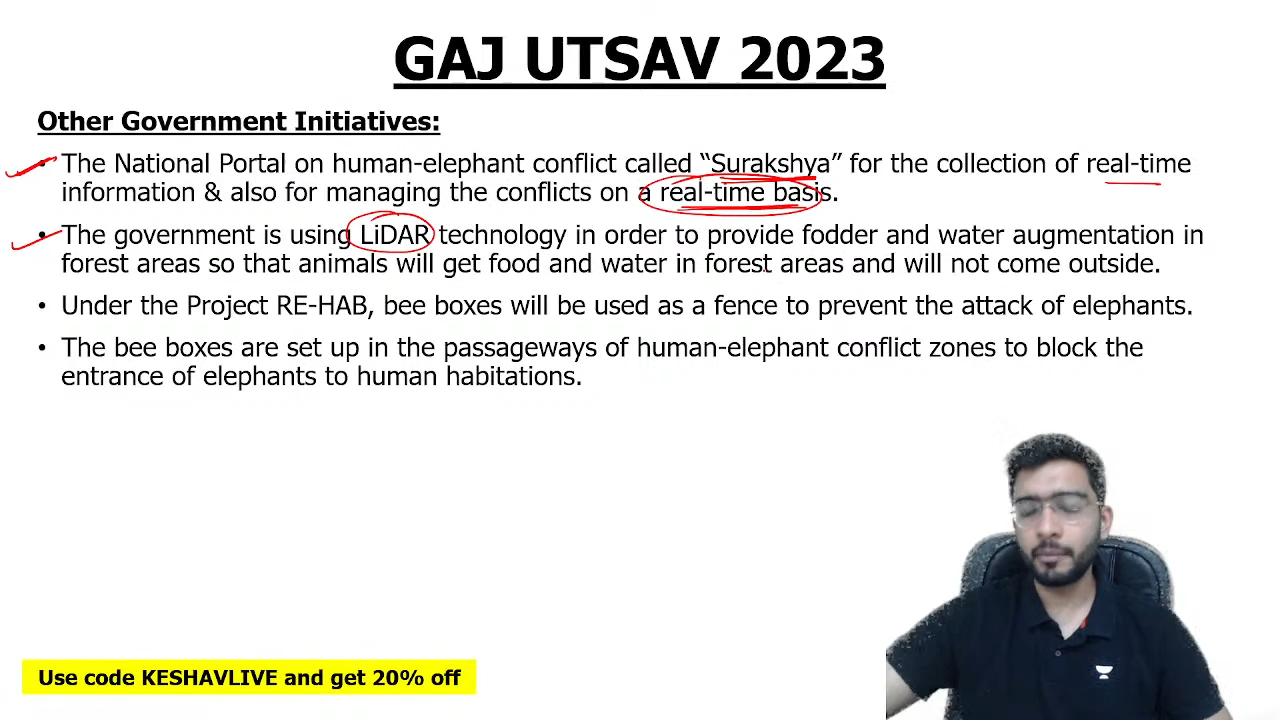 GAJ UTSAV 2023
Other Government Initiatives:
• The National Portal on human-elephant conflict called “Surakshya” for the collection of real-time
information & also for managing the conflicts on a real-time basis.
• The government is using LiDAR technology in order to provide fodder and water augmentation in
forest areas so that animals will get food and water in forest areas and will not come outside.
• Under the Project RE-HAB, bee boxes will be used as a fence to prevent the attack of elephants.
• The bee boxes are set up in the passageways of human-elephant conflict zones to block the
entrance of elephants to human habitations.
Use code KESHAVLIVE and get 20% off